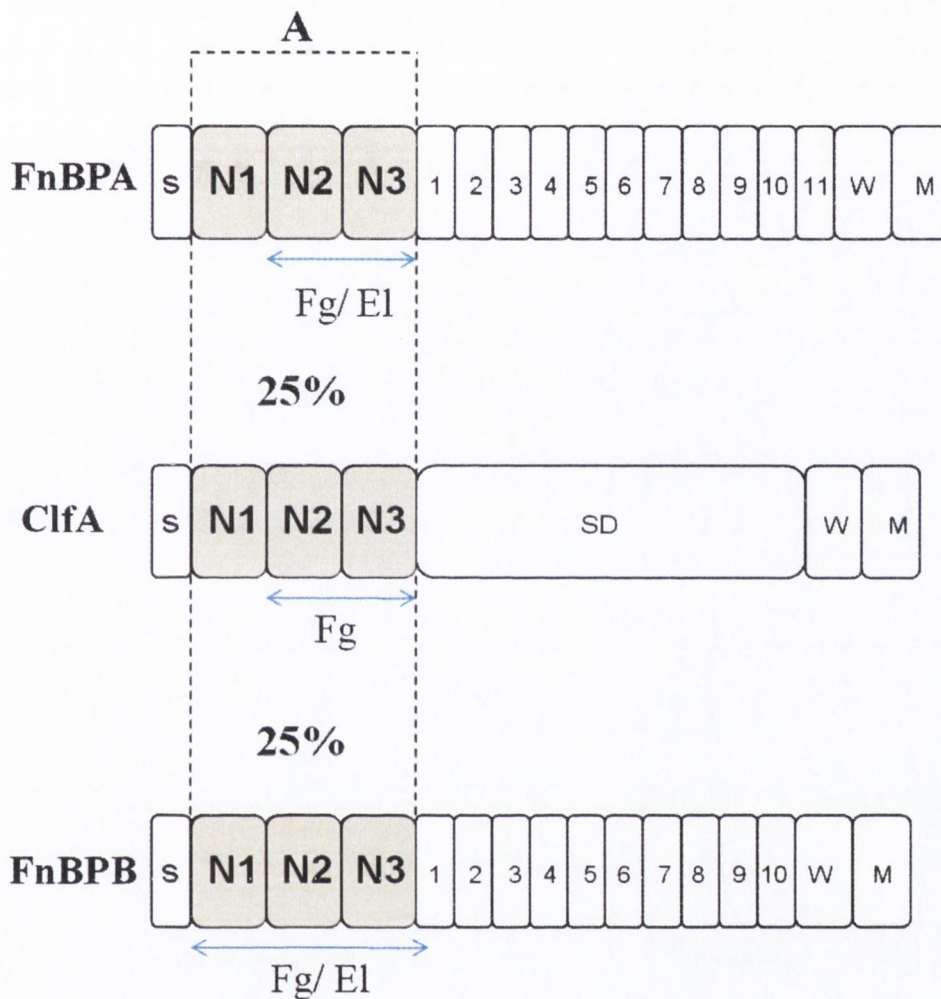 A
FnBPA S N1 N2 N3 1 2 3 4 5 6 7 8 9 10 11 W M
Fg/ El
25%
ClfA S N1 N2 N3 SD W M
Fg
25%
FnBPB S N1 N2 N3 1 2 3 4 5 6 7 8 9 10 W M
Fg/ El